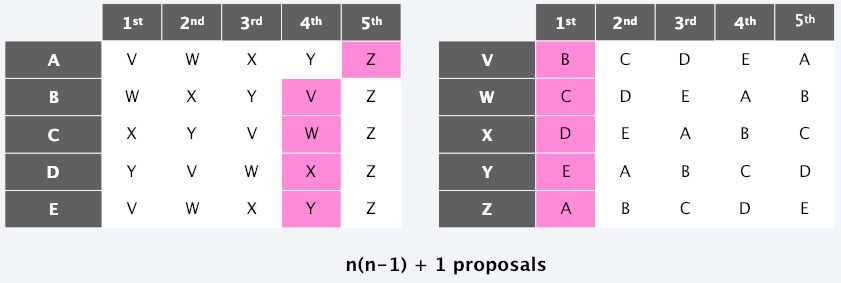 1st 2nd 3rd 4th 5th
A V W X Y Z
B W X Y V Z
C X Y V W Z
D Y V W X Z
E V W X Y Z
1st 2nd 3rd 4th 5th
V B C D E A
W C D E A B
X D E A B C
Y E A B C D
Z A B C D E
n(n-1) + 1 proposals